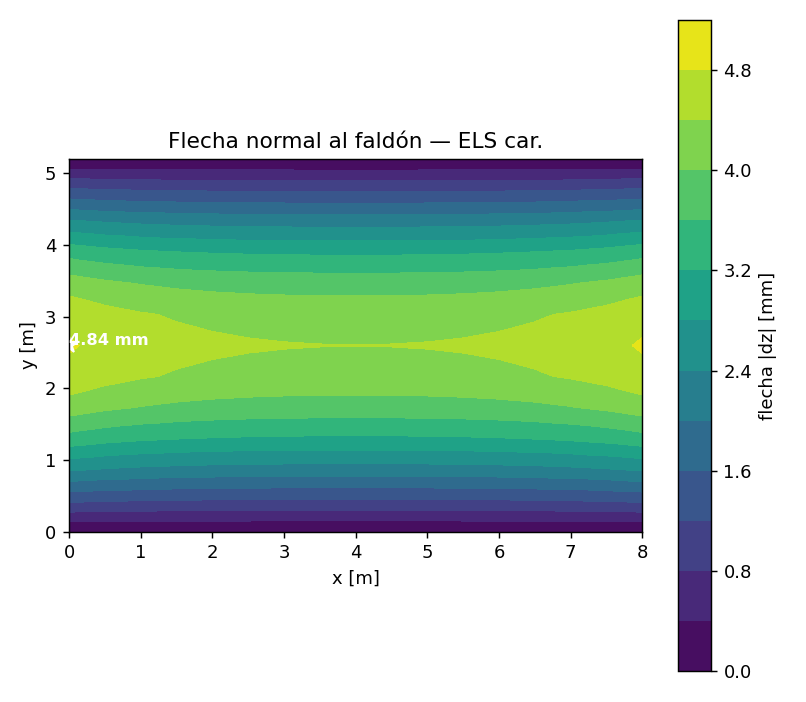 Flecha normal al faldón — ELS car.
5
4
3
2
1
0
y [m]
4.84 mm
0 1 2 3 4 5 6 7 8
x [m]
4.8
4.0
3.2
2.4
1.6
0.8
0.0
flecha |dz| [mm]